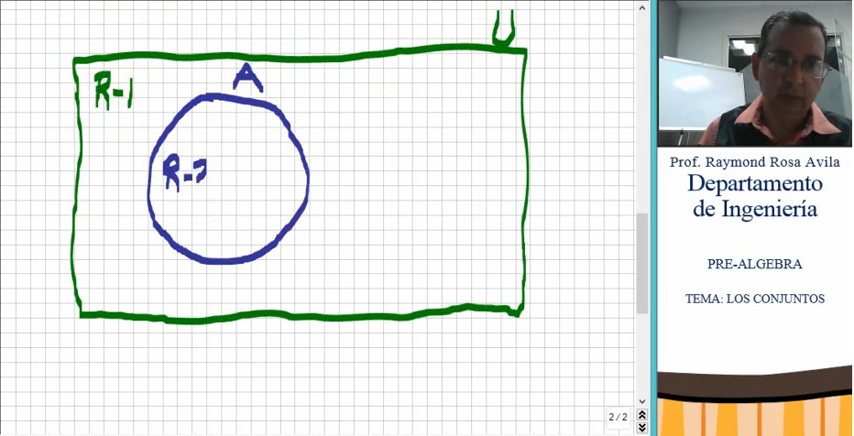 U
A
R-1
R-2
2/2
Prof. Raymond Rosa Avila
Departamento
de Ingeniería
PRE-ALGEBRA
TEMA: LOS CONJUNTOS